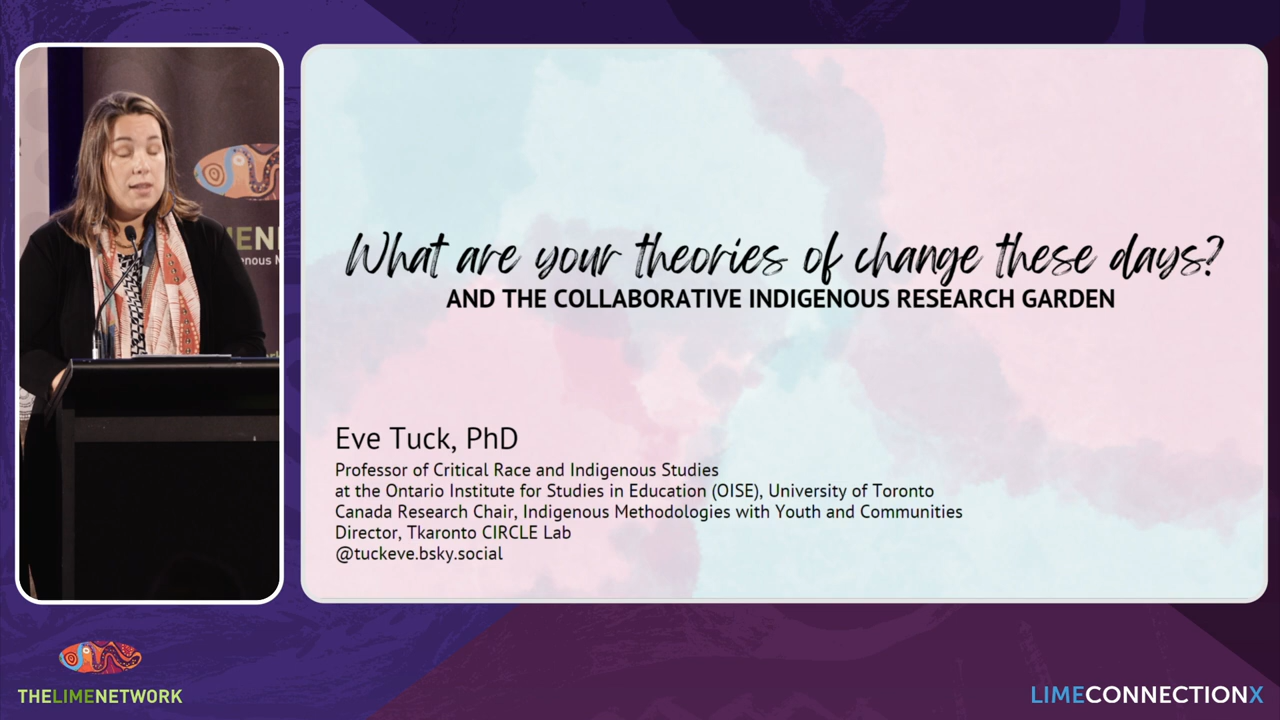 What are your theories of change these days?
AND THE COLLABORATIVE INDIGENOUS RESEARCH GARDEN
Eve Tuck, PhD
Professor of Critical Race and Indigenous Studies
at the Ontario Institute for Studies in Education (OISE), University of Toronto
Canada Research Chair, Indigenous Methodologies with Youth and Communities
Director, Tkaronto CIRCLE Lab
@tuckeve.bsky.social
THELIMENETWORK
LIMECONNECTIONX